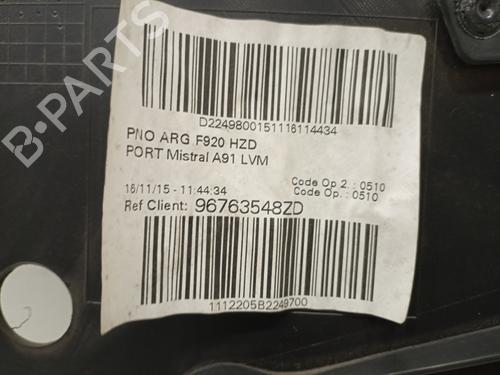 B-PARTS
D2249800151116114434
PNO ARG F920 HZD
PORT Mistral A91 LVM
16/11/15 - 11:44:34
Code Op 2. : 0510
Code Op. : 0510
Ref Client: 96763548ZD
1112205B2249700